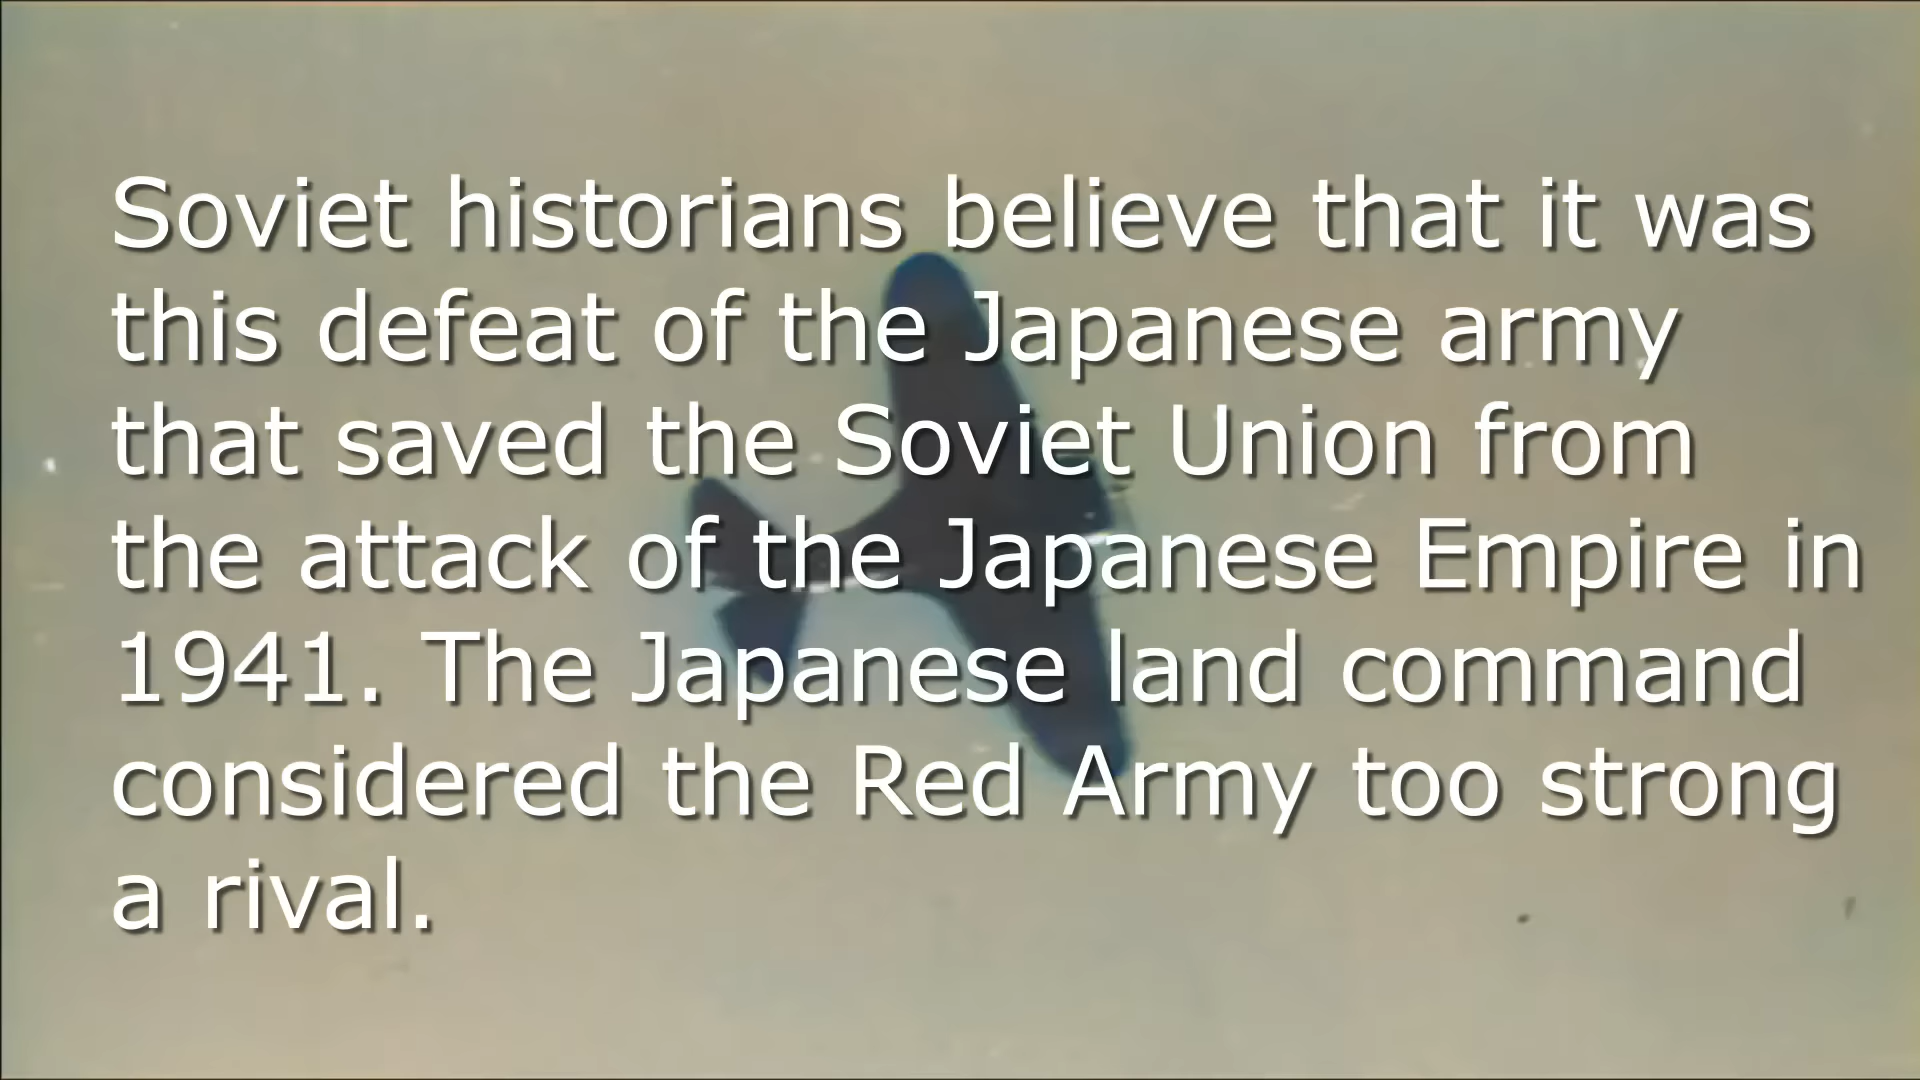 Soviet historians believe that it was
this defeat of the Japanese army
that saved the Soviet Union from
the attack of the Japanese Empire in
1941. The Japanese land command
considered the Red Army too strong
a rival.